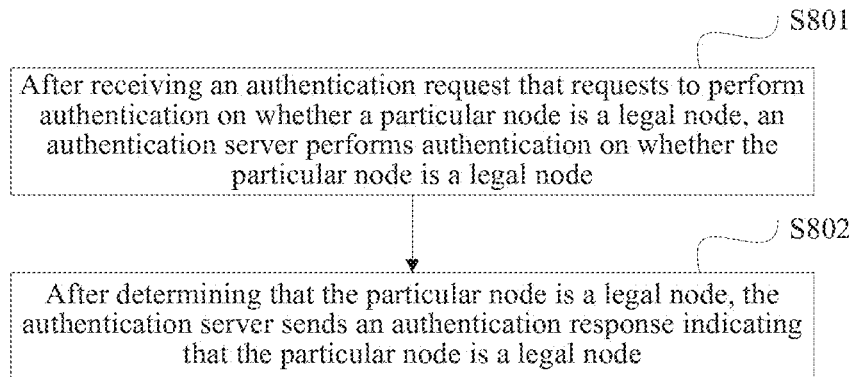 S801
After receiving an authentication request that requests to perform
authentication on whether a particular node is a legal node, an
authentication server performs authentication on whether the
particular node is a legal node
S802
After determining that the particular node is a legal node, the
authentication server sends an authentication response indicating
that the particular node is a legal node